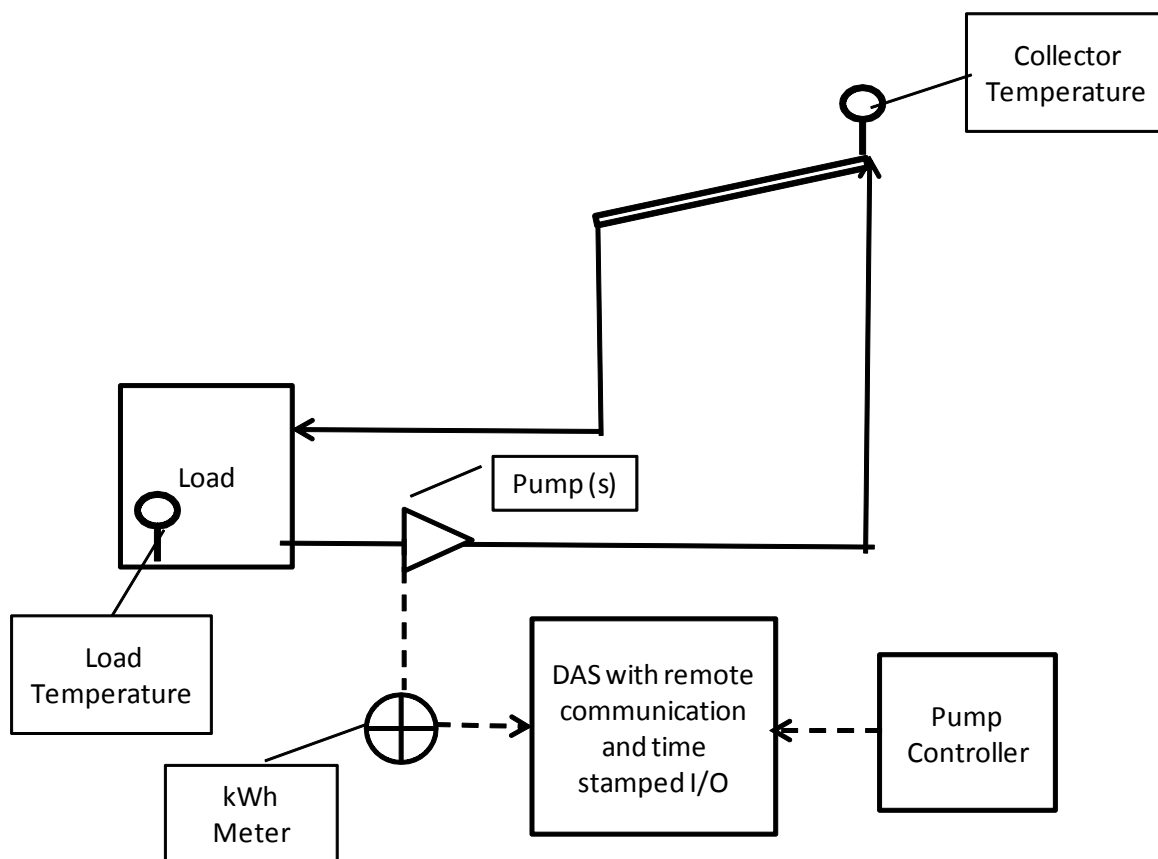 Collector
Temperature
Pump (s)
Load
Load
Temperature
DAS with remote
communication
and time
stamped I/O
Pump
Controller
kWh
Meter